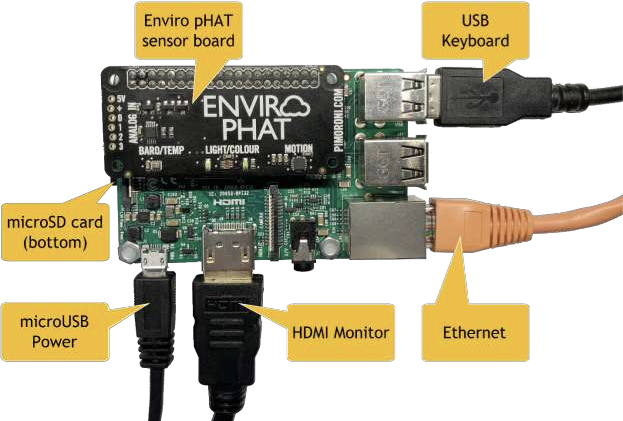 Enviro pHAT
sensor board
USB
Keyboard
5V
+
0
1
2
3
ANALOG IN
ENVIRO
PHAT
PIMORONI.COM
BARO/TEMP
LIGHT/COLOUR
MOTION
HDMI
microSD card
(bottom)
microUSB
Power
HDMI Monitor
Ethernet